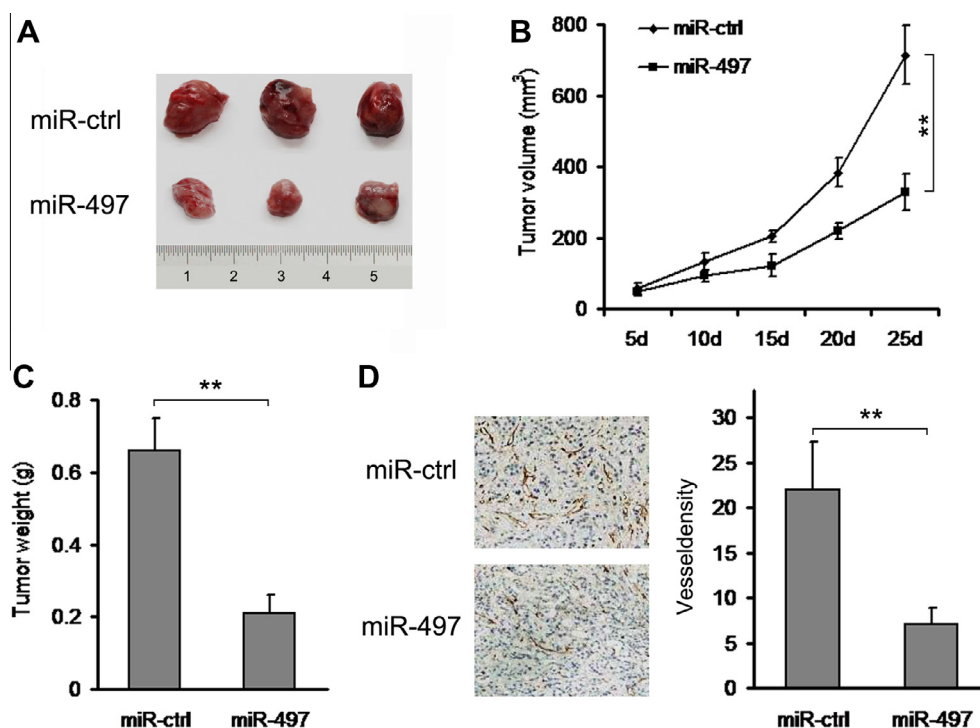 A
miR-ctrl
miR-497
1 2 3 4 5
B
miR-ctrl
miR-497
Tumor volume (mm³)
800
600
400
200
0
5d 10d 15d 20d 25d
**
C
Tumor weight (g)
0.8
0.6
0.4
0.2
0
**
miR-ctrl miR-497
D
miR-ctrl
miR-497
Vesseldensity
30
25
20
15
10
5
0
**
miR-ctrl miR-497